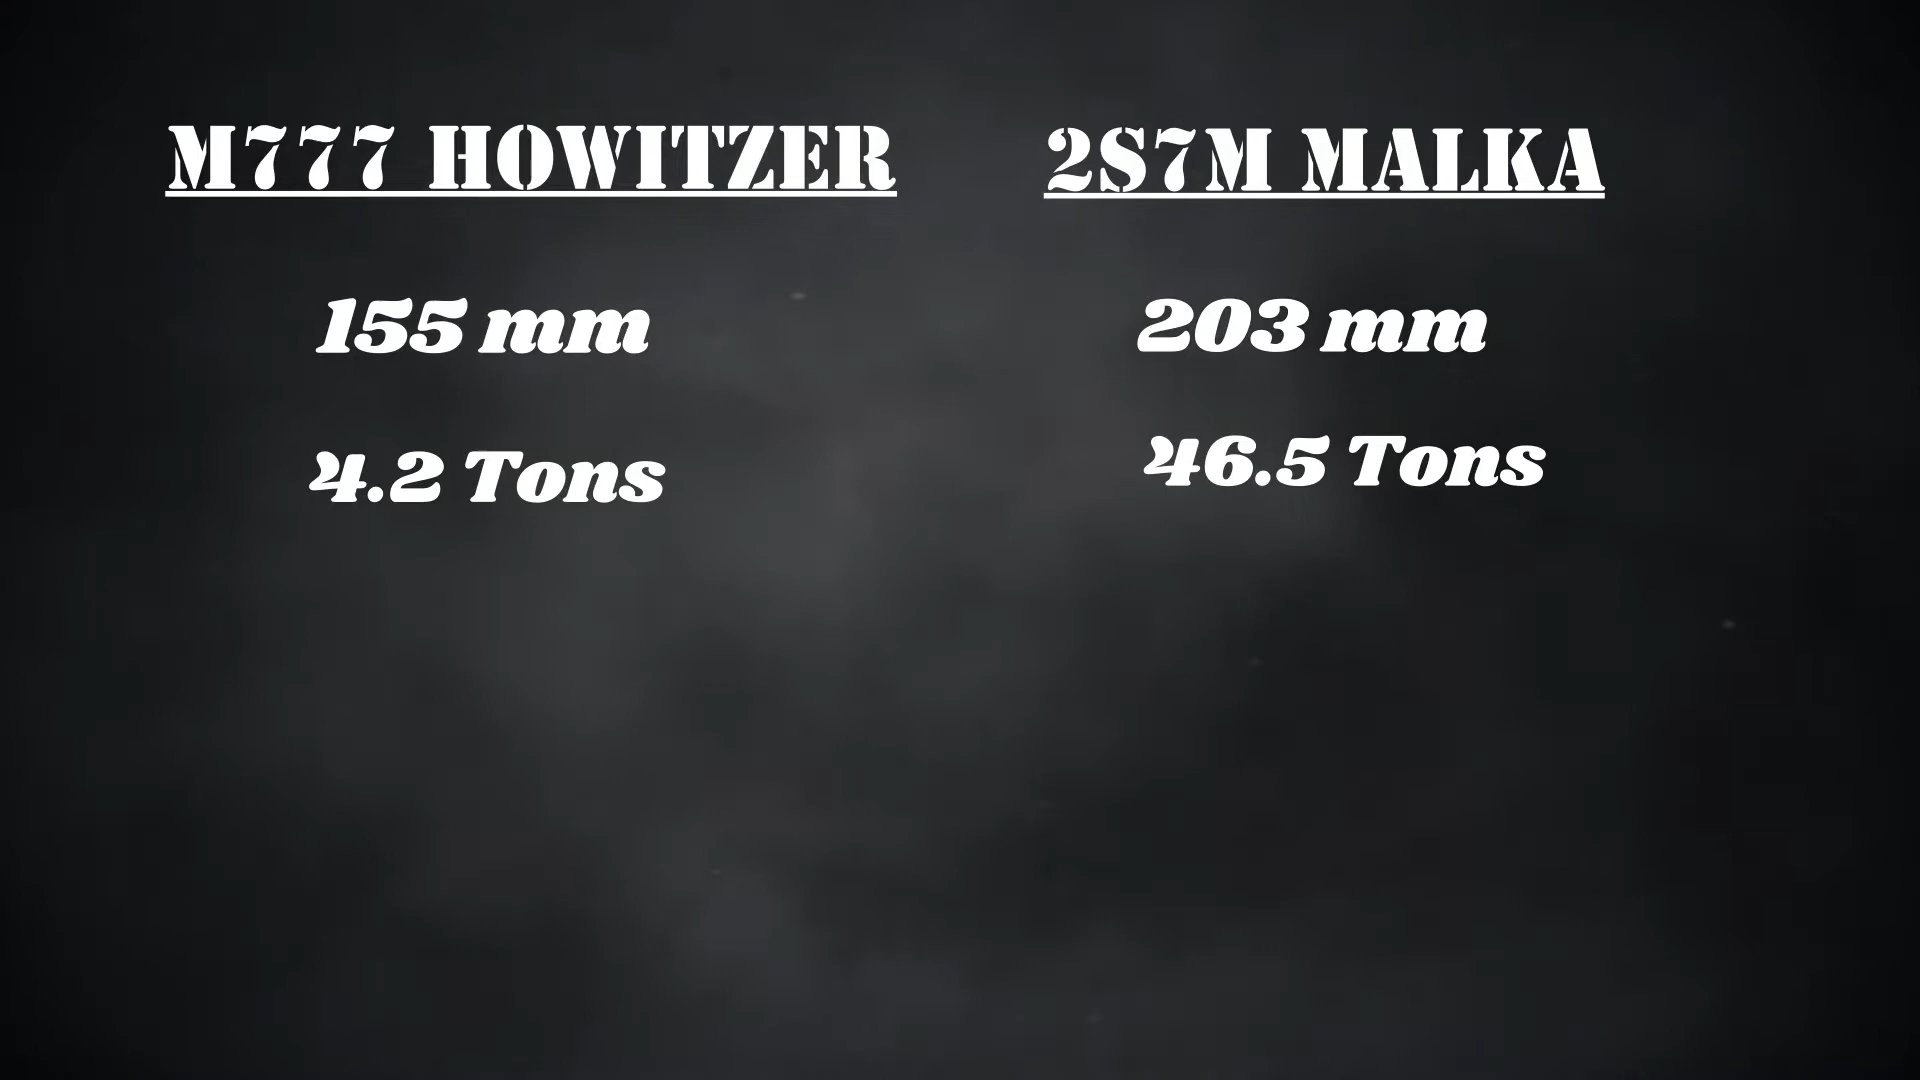 M777 HOWITZER
2S7M MALKA
155 mm
203 mm
4.2 Tons
46.5 Tons